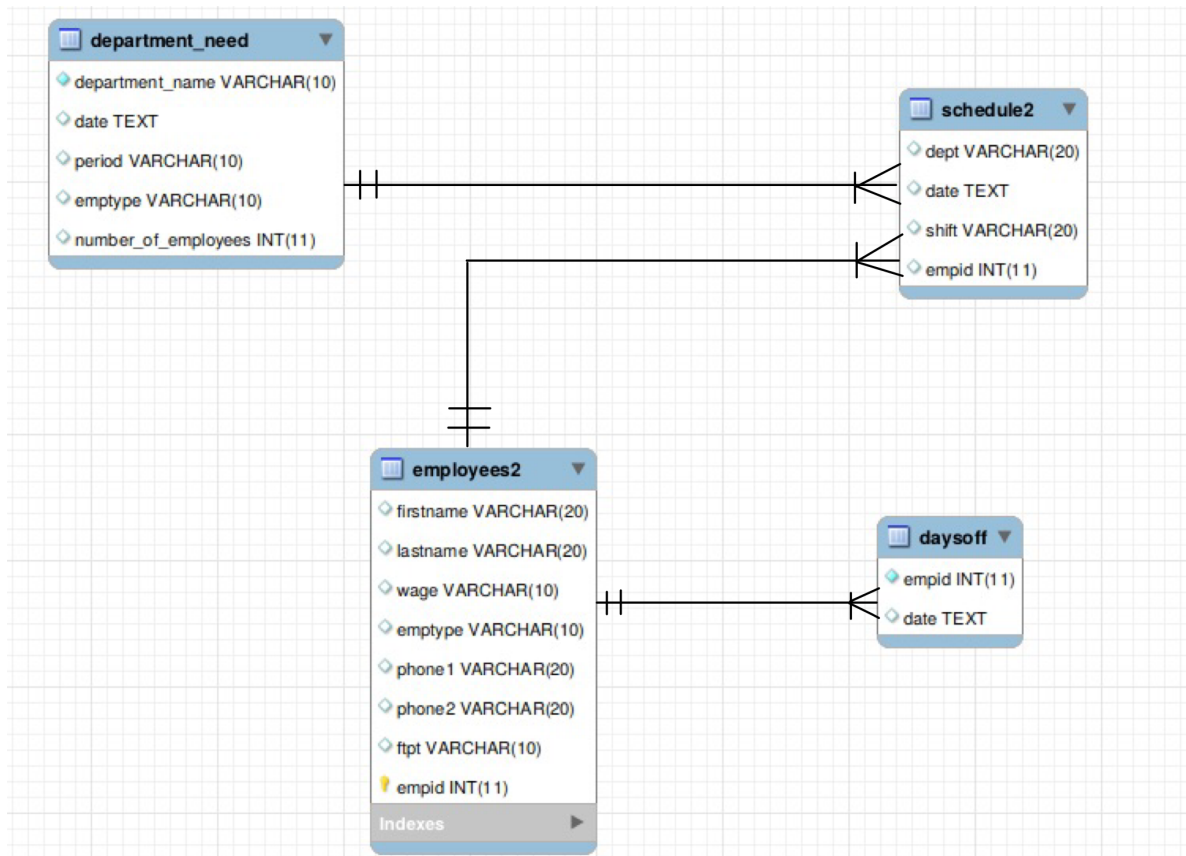 department_need
department_name VARCHAR(10)
date TEXT
period VARCHAR(10)
emptype VARCHAR(10)
number_of_employees INT(11)
schedule2
dept VARCHAR(20)
date TEXT
shift VARCHAR(20)
empid INT(11)
employees2
firstname VARCHAR(20)
lastname VARCHAR(20)
wage VARCHAR(10)
emptype VARCHAR(10)
phone1 VARCHAR(20)
phone2 VARCHAR(20)
ftpt VARCHAR(10)
empid INT(11)
Indexes
daysoff
empid INT(11)
date TEXT